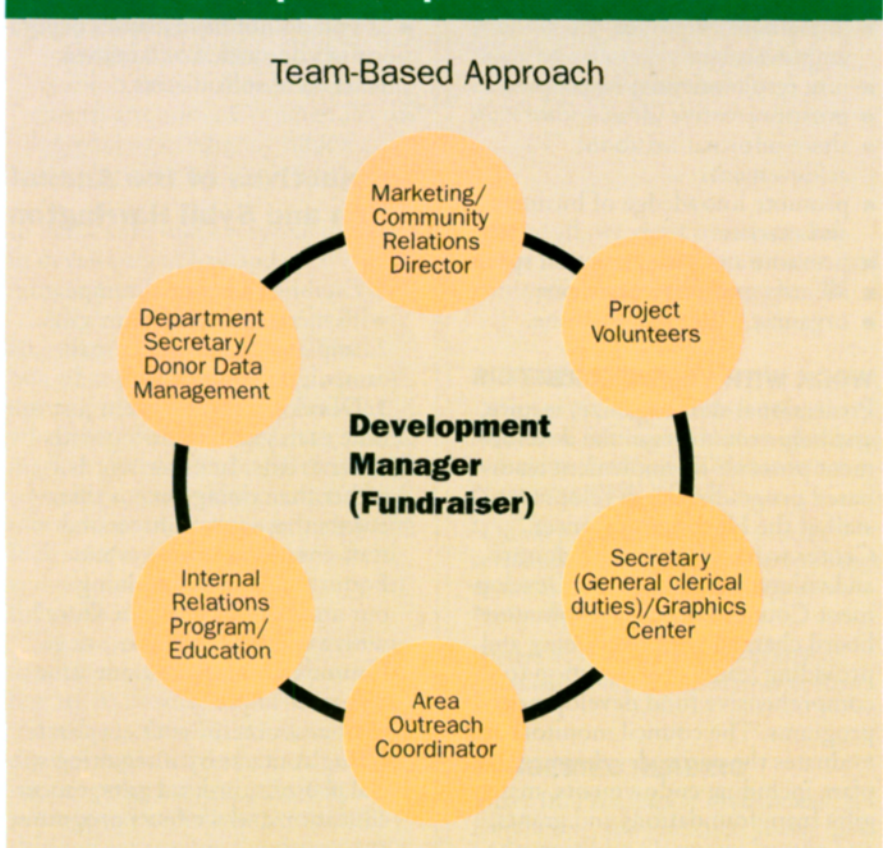 Team-Based Approach
Marketing/
Community
Relations
Director
Project
Volunteers
Secretary
(General clerical
duties)/Graphics
Center
Area
Outreach
Coordinator
Internal
Relations
Program/
Education
Department
Secretary/
Donor Data
Management
Development
Manager
(Fundraiser)